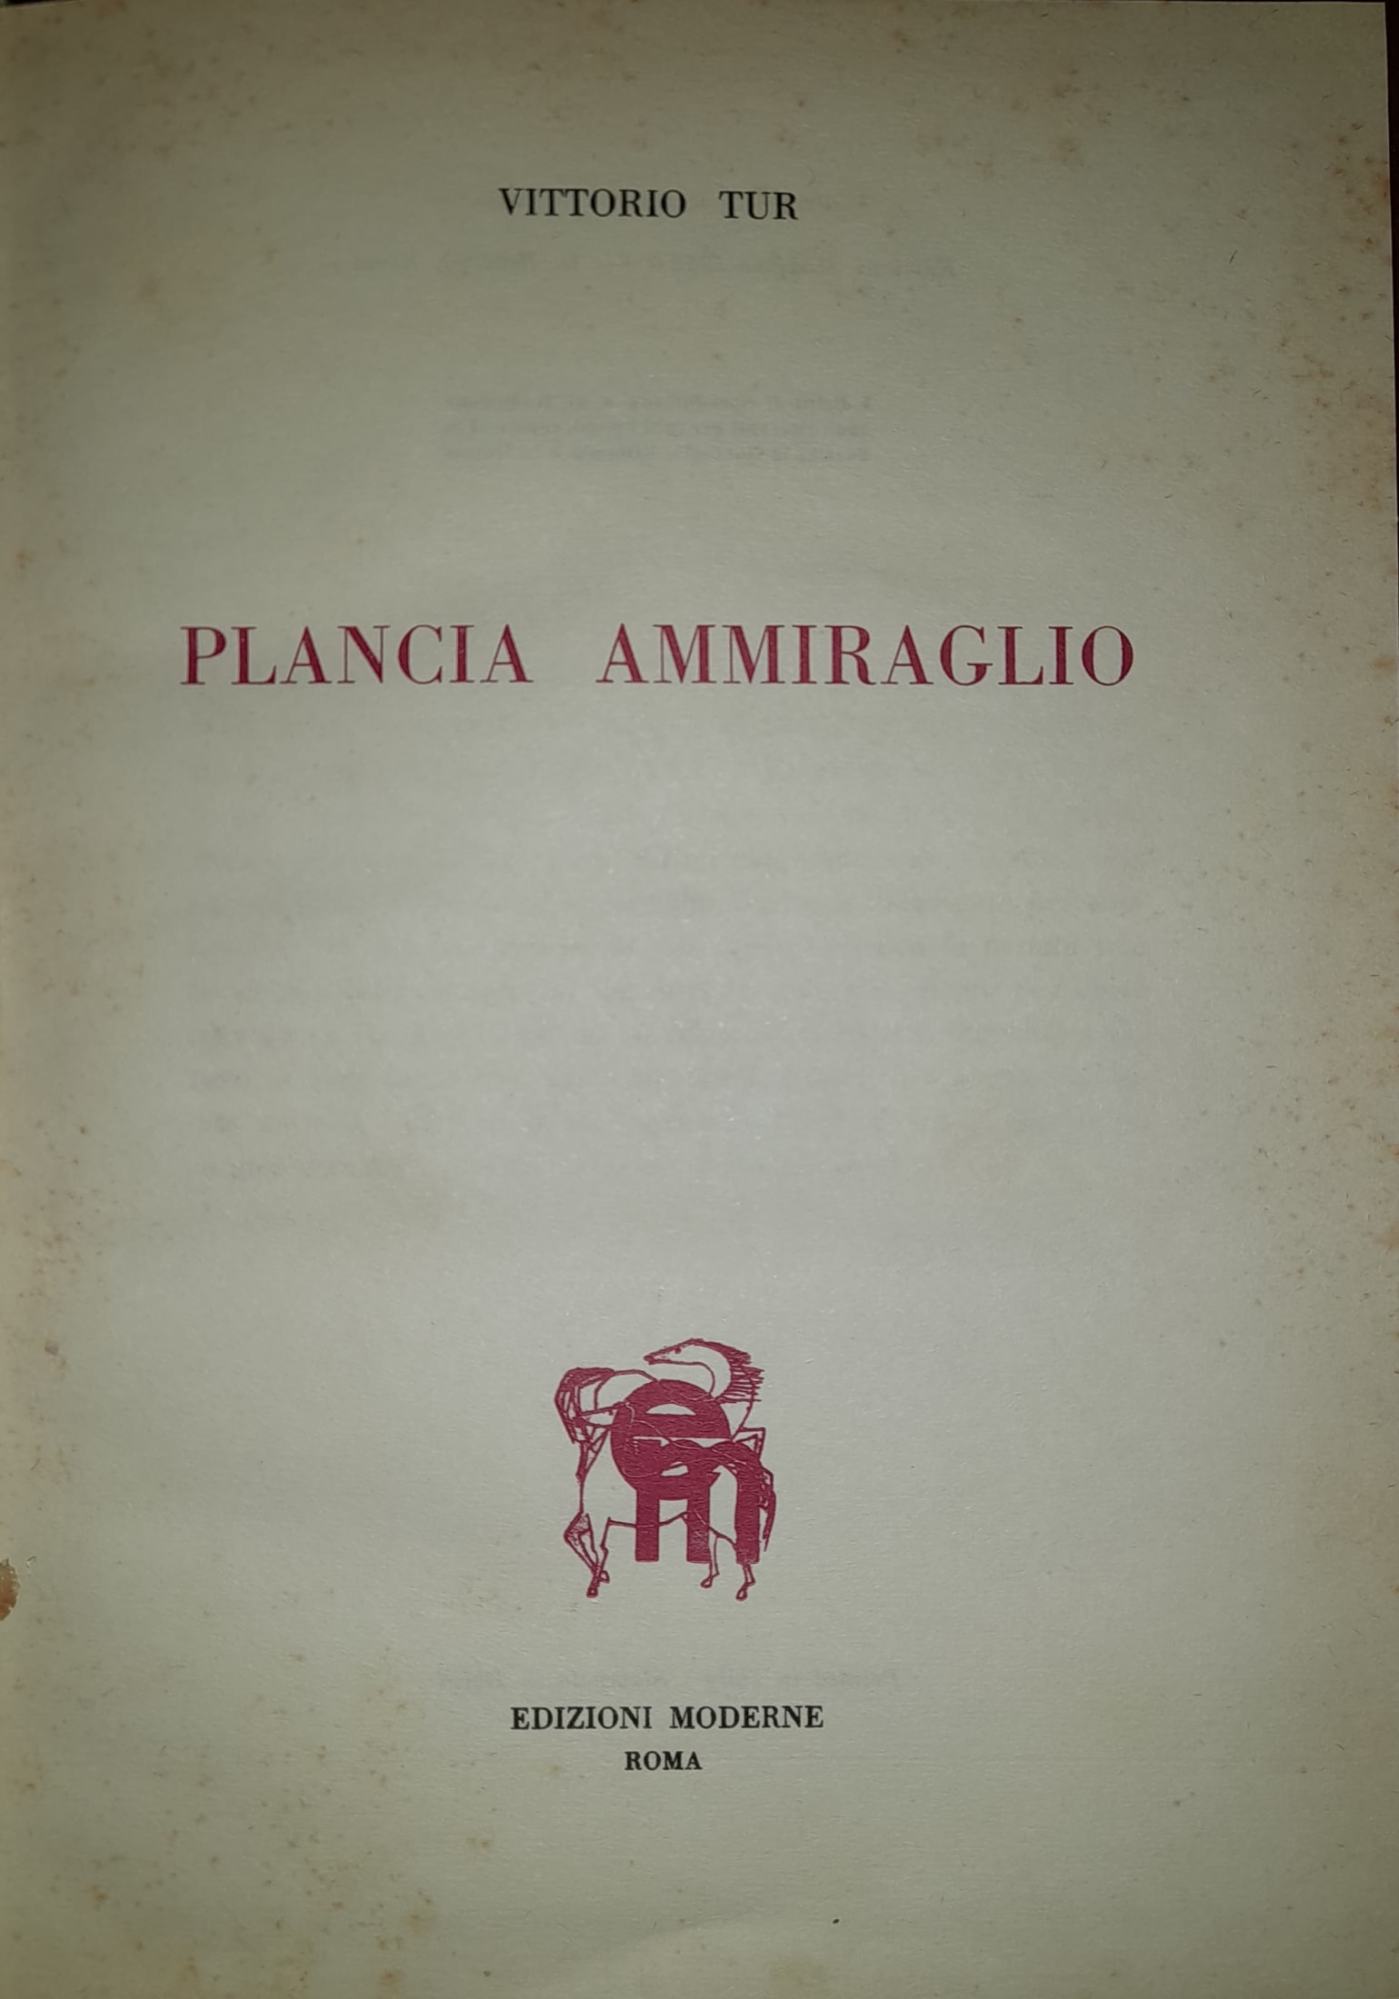 VITTORIO TUR
PLANCIA AMMIRAGLIO
em
EDIZIONI MODERNE
ROMA